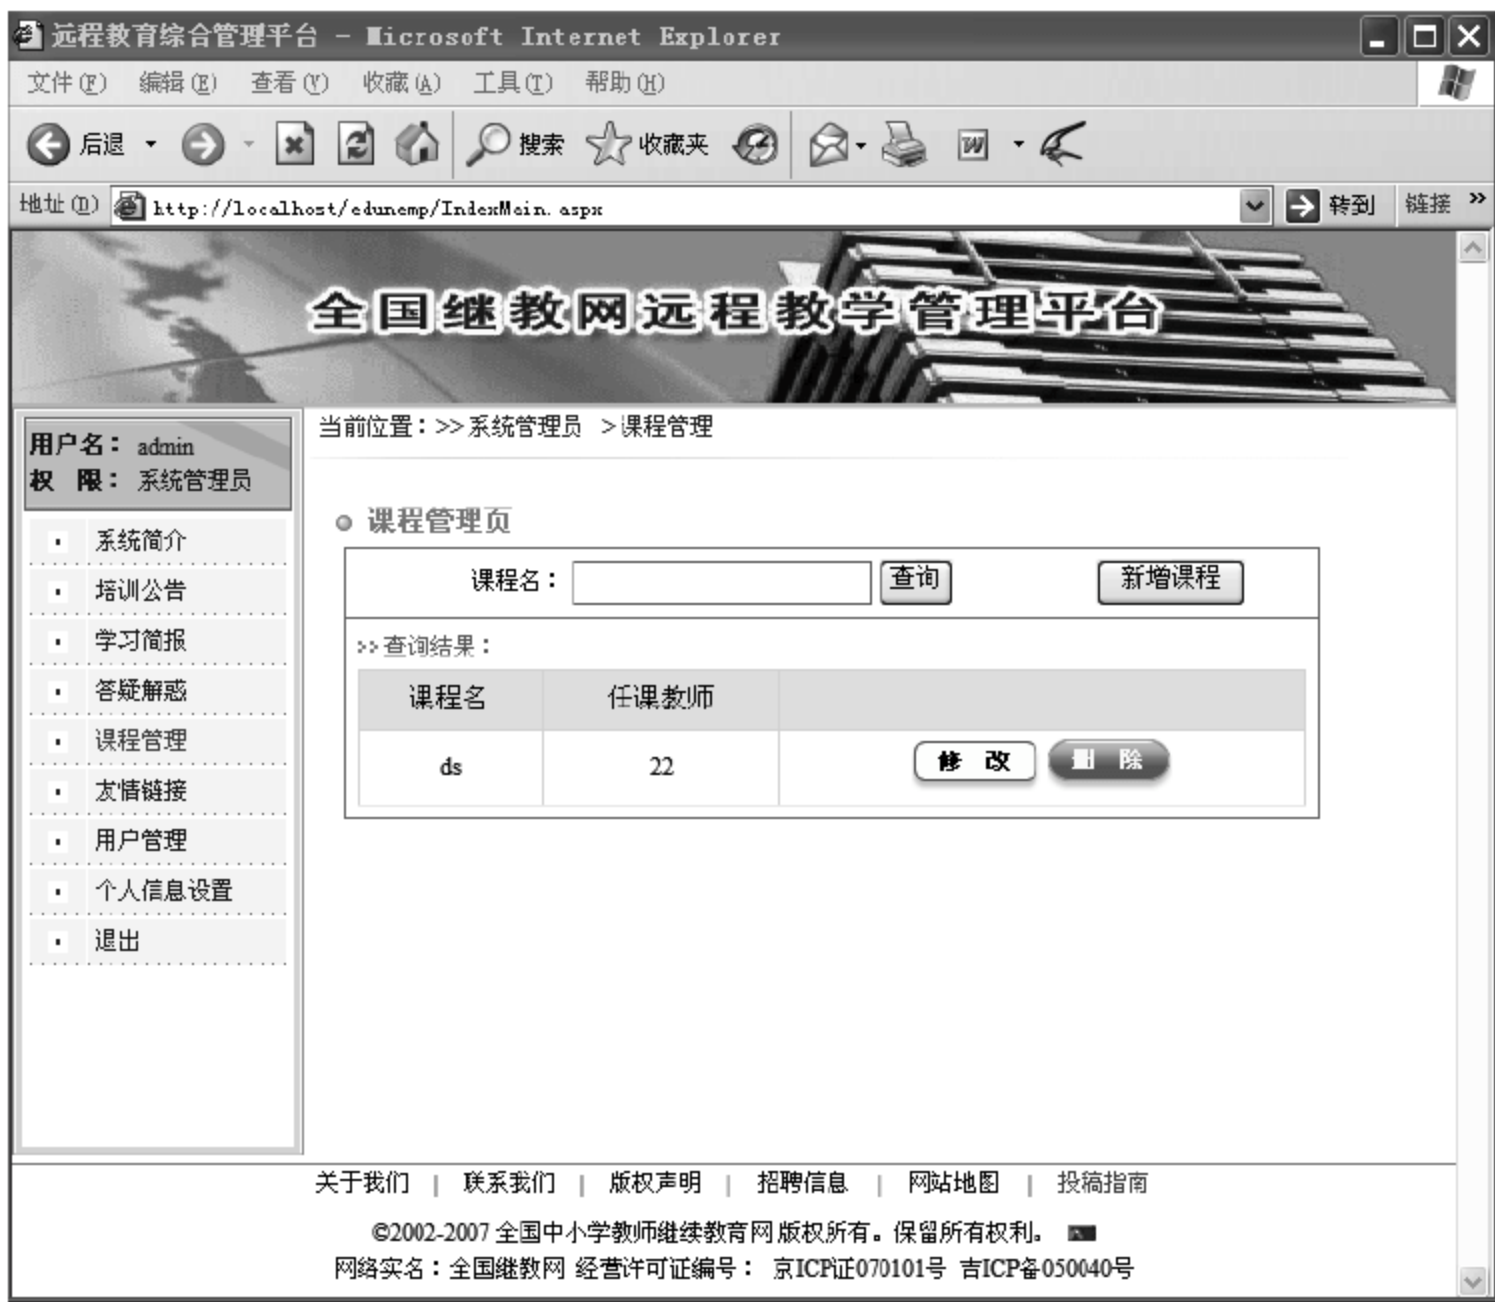 远程教育综合管理平台 - Microsoft Internet Explorer
文件(F) 编辑(E) 查看(V) 收藏(A) 工具(T) 帮助(H)
后退 搜索 收藏夹
地址(D) http://localhost/edunemp/IndexMain.aspx 转到 链接 »
全国继教网远程教学管理平台
当前位置：>>系统管理员 >课程管理
用户名： admin
权 限： 系统管理员
系统简介
培训公告
学习简报
答疑解惑
课程管理
友情链接
用户管理
个人信息设置
退出
课程管理页
课程名： 查询 新增课程
>>查询结果：
课程名 任课教师
ds 22 修 改 删 除
关于我们 | 联系我们 | 版权声明 | 招聘信息 | 网站地图 | 投稿指南
©2002-2007 全国中小学教师继续教育网 版权所有。保留所有权利。
网络实名：全国继教网 经营许可证编号： 京ICP证070101号 吉ICP备050040号